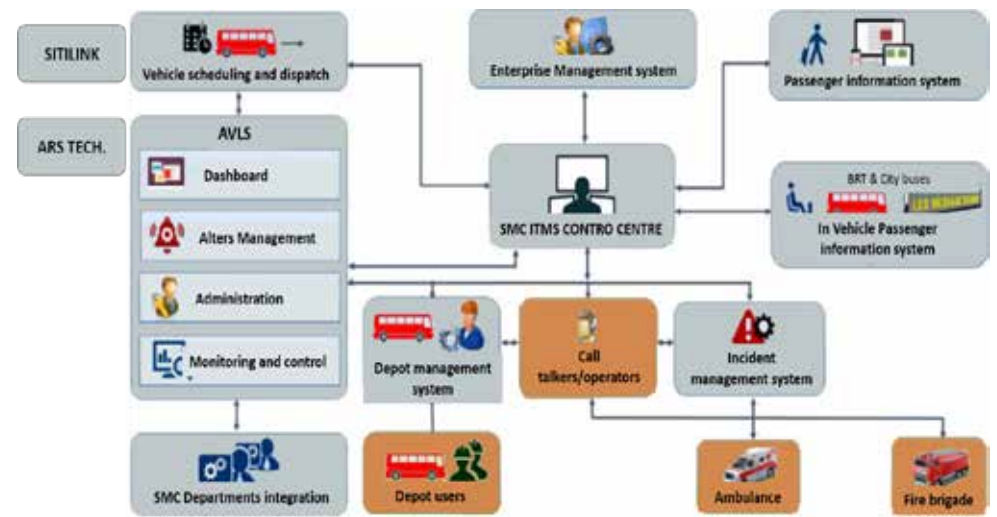 SITILINK
Vehicle scheduling and dispatch
Enterprise Management system
Passenger information system
ARS TECH.
AVLS
Dashboard
Alters Management
Administration
Monitoring and control
SMC ITMS CONTRO CENTRE
BRT & City buses
In Vehicle Passenger
information system
Depot management
system
Call
talkers/operators
Incident
management system
SMC Departments integration
Depot users
Ambulance
Fire brigade